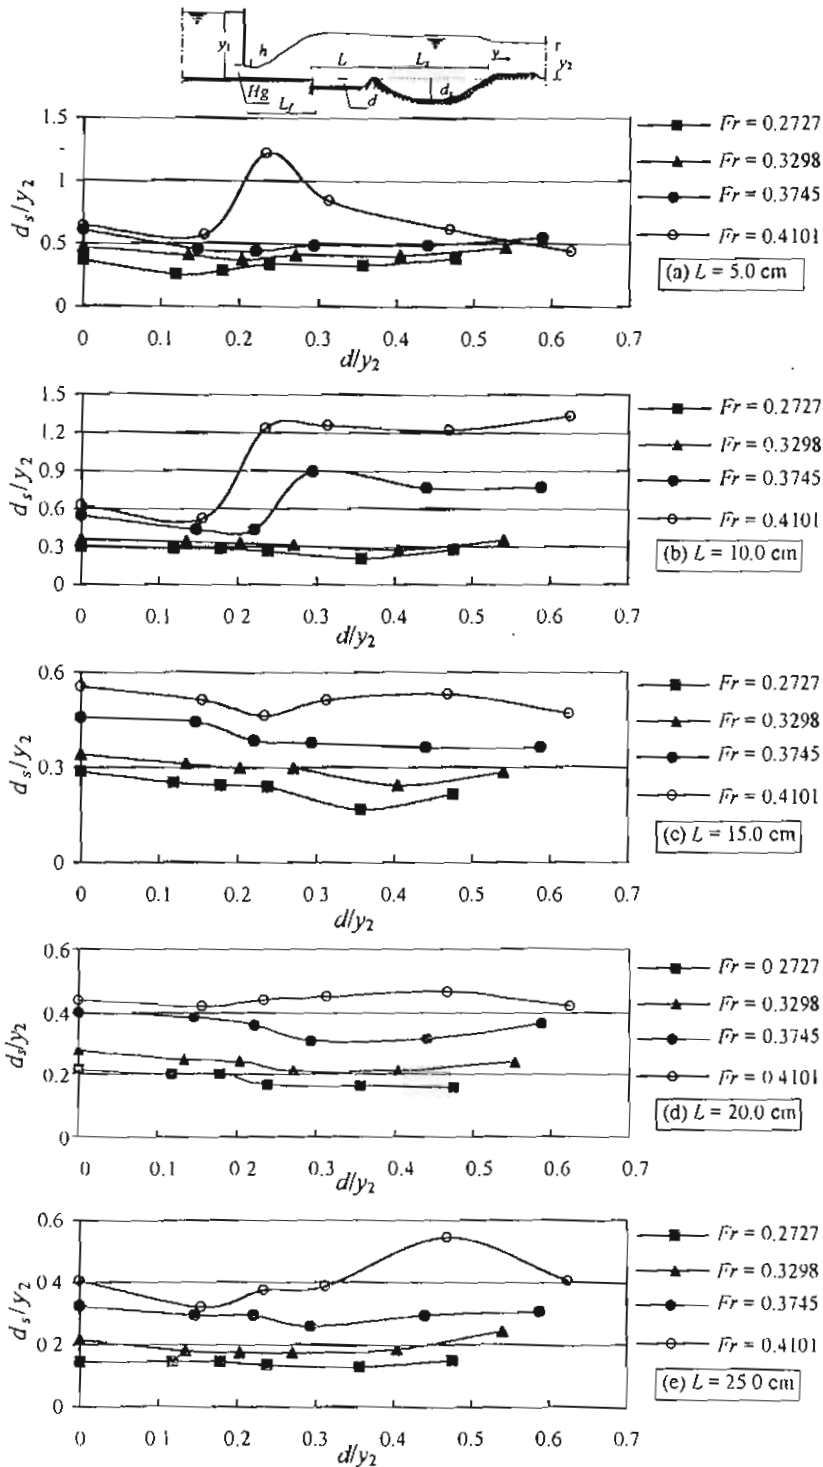 h L L₂ y
y₁ y₂
Hg d dₛ
L_f
1.5 Fr = 0.2727
1 Fr = 0.3298
Fr = 0.3745
0.5 Fr = 0.4101
0 (a) L = 5.0 cm
dₛ/y₂
0 0.1 0.2 0.3 0.4 0.5 0.6 0.7
d/y₂
1.5 Fr = 0.2727
1.2 Fr = 0.3298
0.9 Fr = 0.3745
0.6 Fr = 0.4101
0.3 (b) L = 10.0 cm
0
dₛ/y₂
0 0.1 0 2 0.3 0.4 0.5 0.6 0.7
d/y₂
0.6 Fr = 0.2727
Fr = 0.3298
0.3 Fr = 0.3745
Fr = 0.4101
0 (c) L = 15.0 cm
dₛ/y₂
0 0.1 0.2 0.3 0.4 0.5 0.6 0.7
d/y₂
0.6 Fr = 0 2727
0.4 Fr = 0.3298
Fr = 0.3745
0.2 Fr = 0.4101
0 (d) L = 20.0 cm
dₛ/y₂
0 0.1 0 2 0.3 0.4 0.5 0.6 0.7
d/y₂
0.6 Fr = 0.2727
0.4 Fr = 0.3298
Fr = 0.3745
0 2 Fr = 0.4101
0 (e) L = 25 0 cm
dₛ/y₂
0 0 1 0.2 0.3 0.4 0.5 0.6 0.7
d/y₂